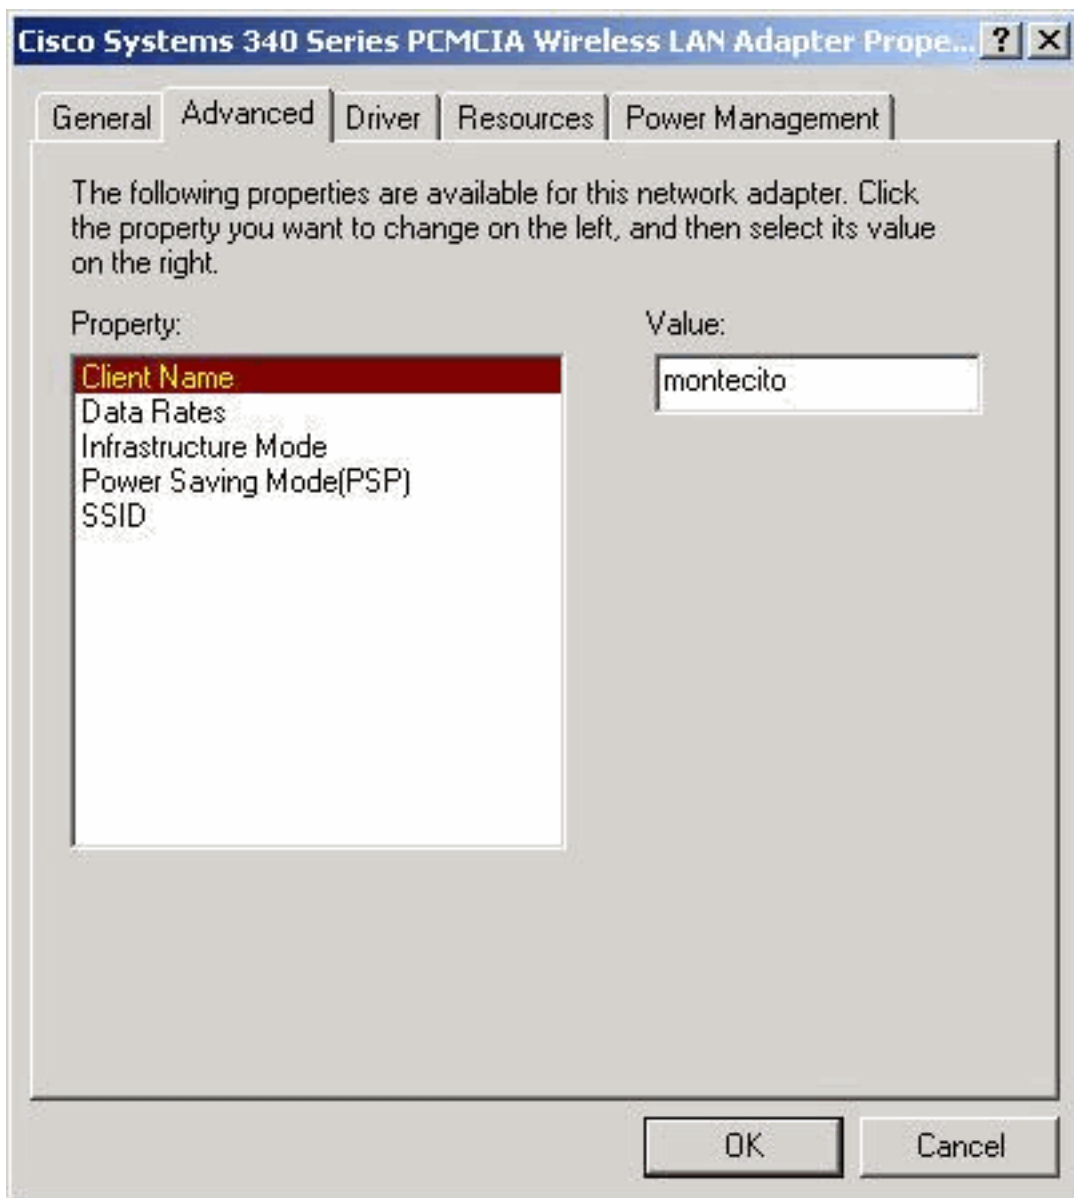 Cisco Systems 340 Series PCMCIA Wireless LAN Adapter Prope...
General Advanced Driver Resources Power Management
The following properties are available for this network adapter. Click
the property you want to change on the left, and then select its value
on the right.
Property:
Client Name
Data Rates
Infrastructure Mode
Power Saving Mode(PSP)
SSID
Value:
montecito
OK Cancel